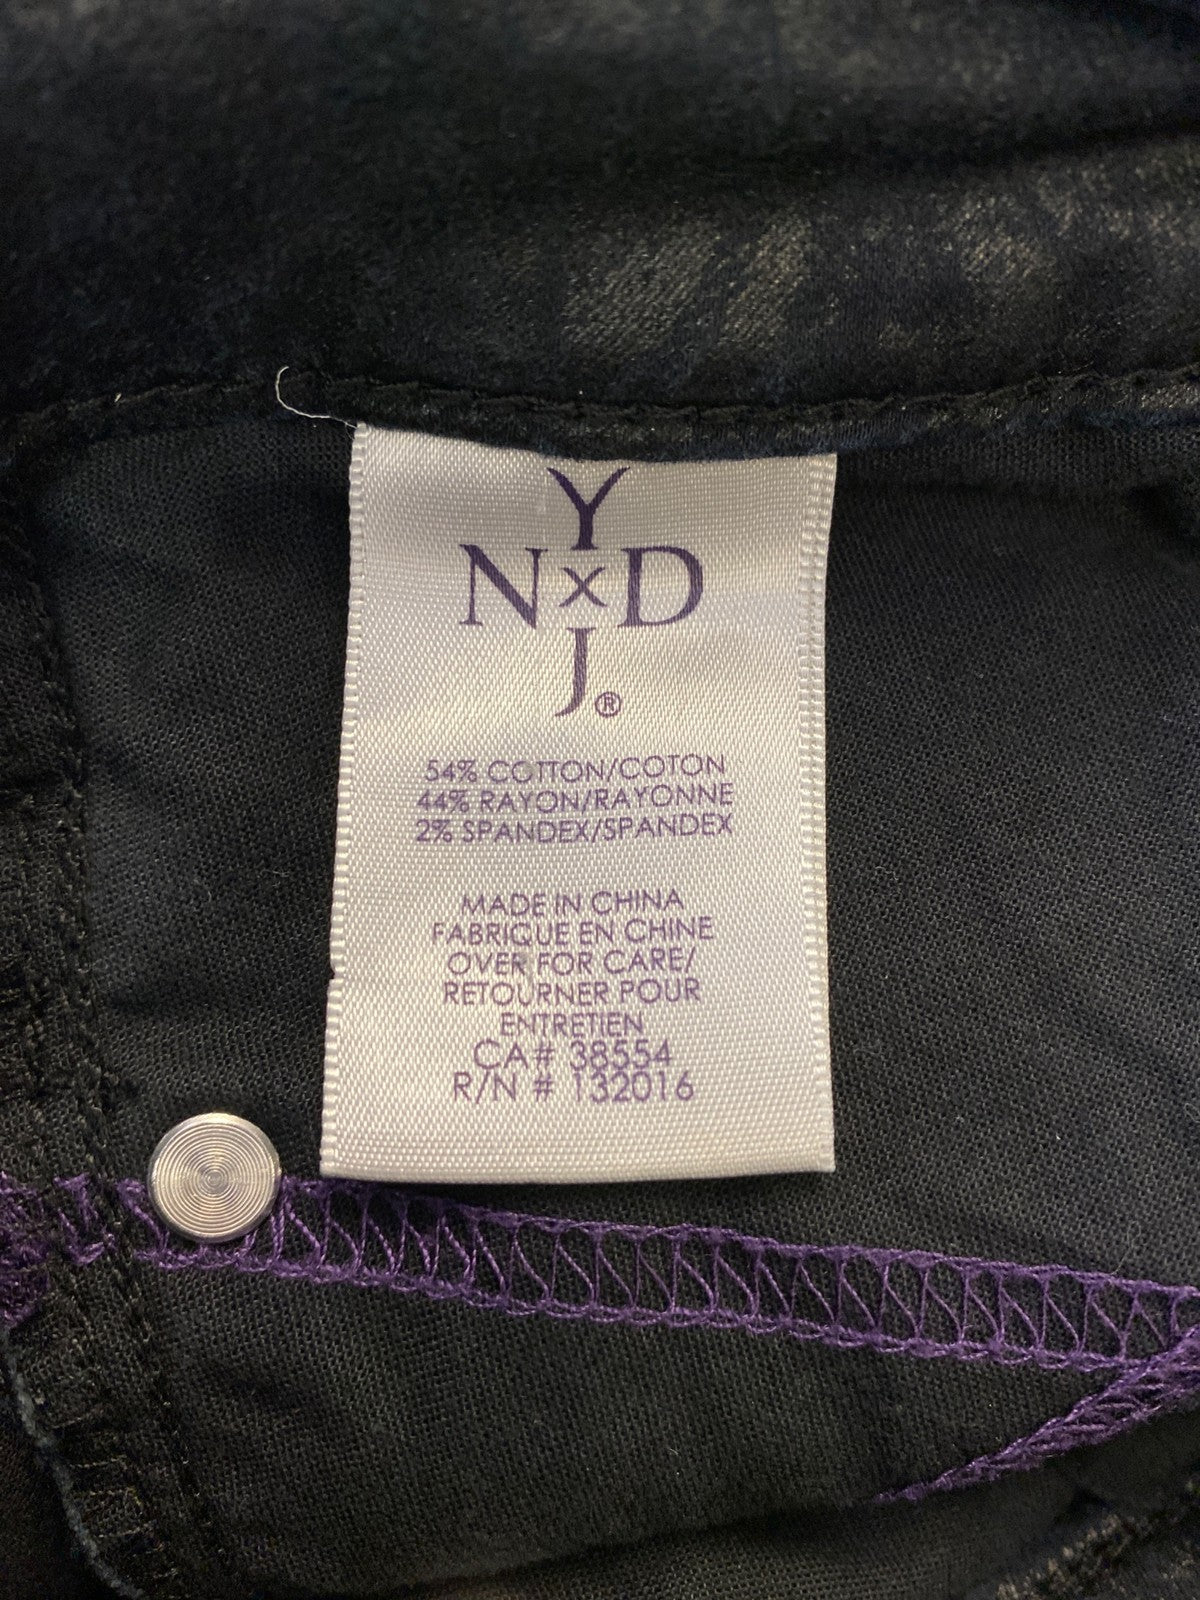 Y
N X D
J®
54% COTTON/COTON
44% RAYON/RAYONNE
2% SPANDEX/SPANDEX
MADE IN CHINA
FABRIQUE EN CHINE
OVER FOR CARE/
RETOURNER POUR
ENTRETIEN
CA# 38554
R/N # 132016